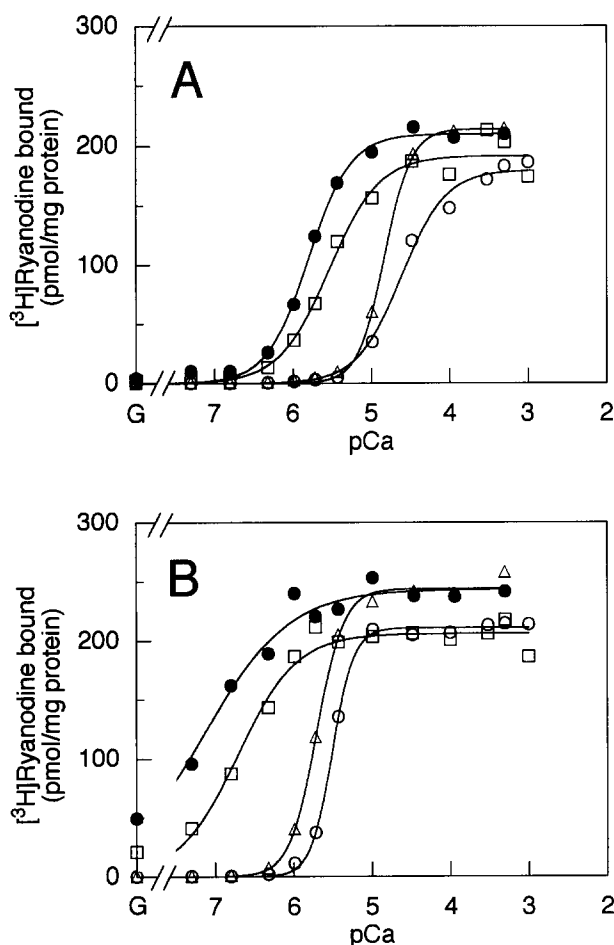 300
A
200
100
0
[³H]Ryanodine bound
(pmol/mg protein)
G 7 6 5 4 3 2
pCa
300
B
200
100
0
[³H]Ryanodine bound
(pmol/mg protein)
G 7 6 5 4 3 2
pCa